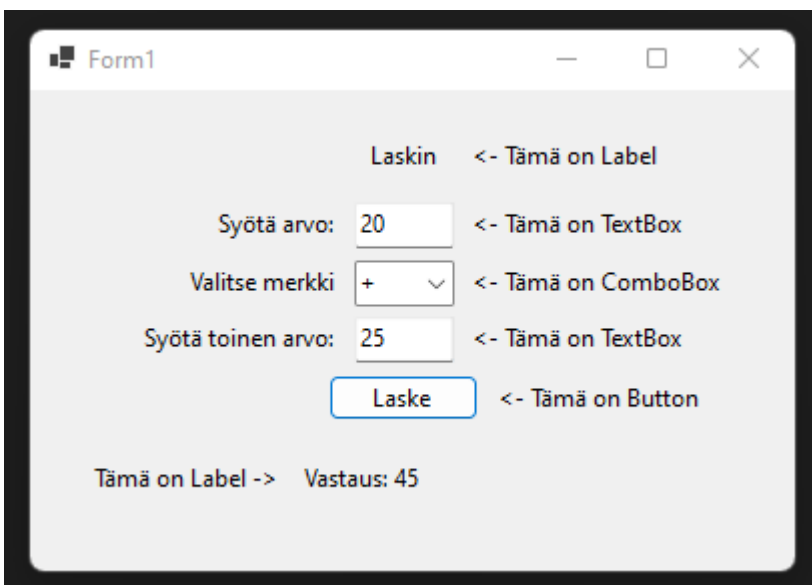 Form1
Laskin <- Tämä on Label
Syötä arvo: 20 <- Tämä on TextBox
Valitse merkki + <- Tämä on ComboBox
Syötä toinen arvo: 25 <- Tämä on TextBox
Laske <- Tämä on Button
Tämä on Label -> Vastaus: 45